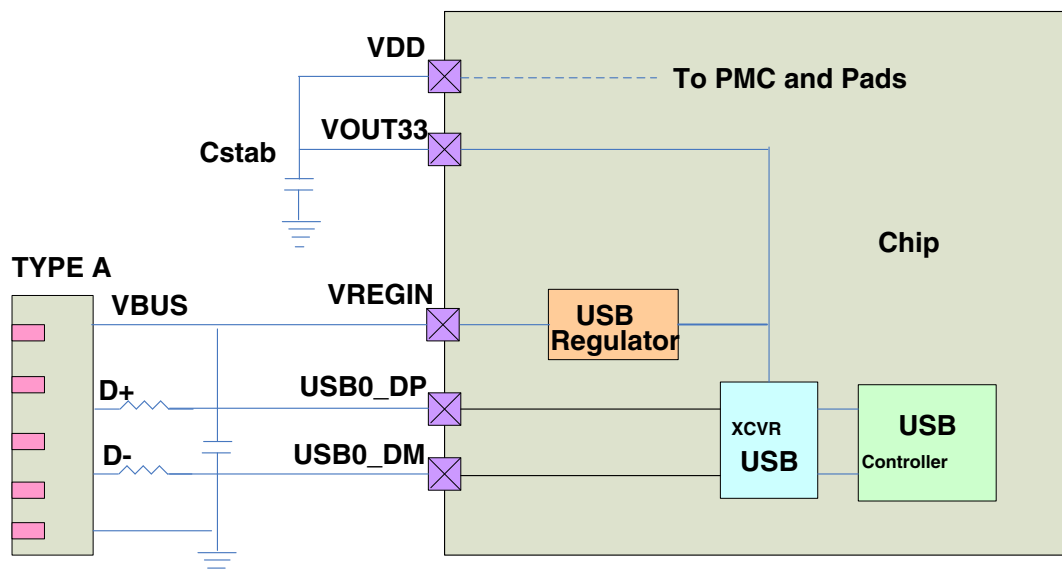 VDD
To PMC and Pads
VOUT33
Cstab
Chip
TYPE A
VBUS
VREGIN
USB
Regulator
D+
USB0_DP
XCVR
USB
USB
Controller
D-
USB0_DM